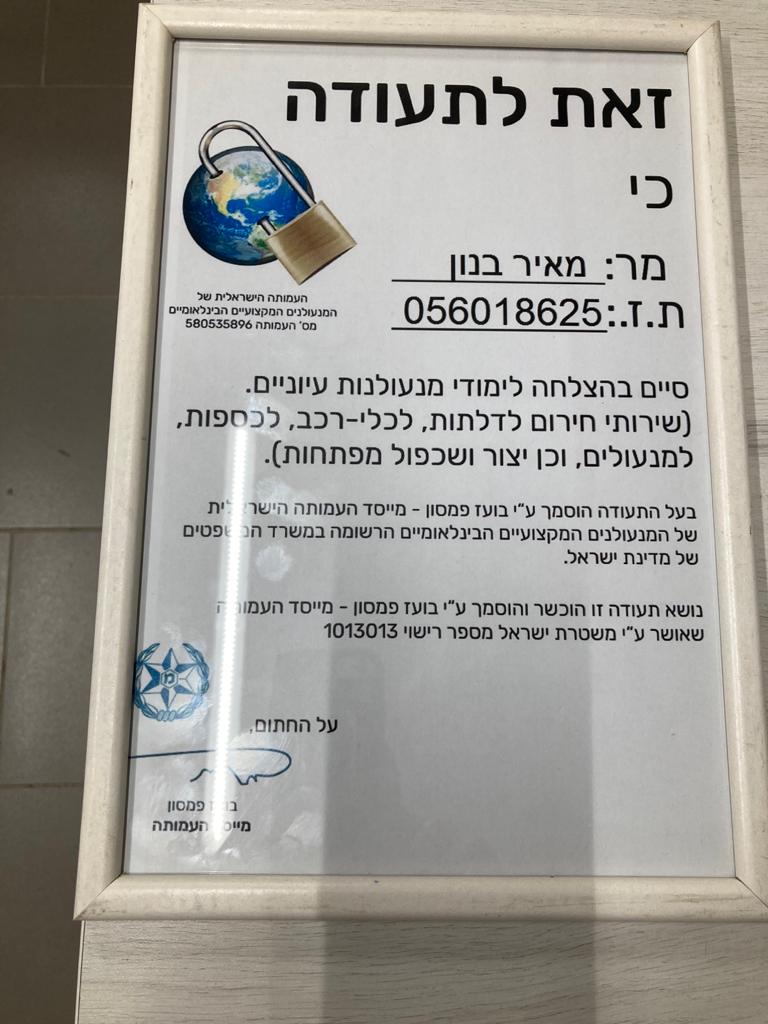 זאת לתעודה
כי
מר: מאיר בנון
ת.ז.: 056018625
העמותה הישראלית של
המנעולנים המקצועיים הבינלאומיים
מס' העמותה 580535896
סיים בהצלחה לימודי מנעולנות עיוניים.
(שירותי חירום לדלתות, לכלי-רכב, לכספות,
למנעולים, וכן יצור ושכפול מפתחות).
בעל התעודה הוסמך ע"י בועז פמסון - מייסד העמותה הישראלית
של המנעולנים המקצועיים הבינלאומיים הרשומה במשרד המשפטים
של מדינת ישראל.
נושא תעודה זו הוכשר והוסמך ע"י בועז פמסון - מייסד העמותה
שאושר ע"י משטרת ישראל מספר רישוי 1013013
על החתום,
בועז פמסון
מייסד העמותה